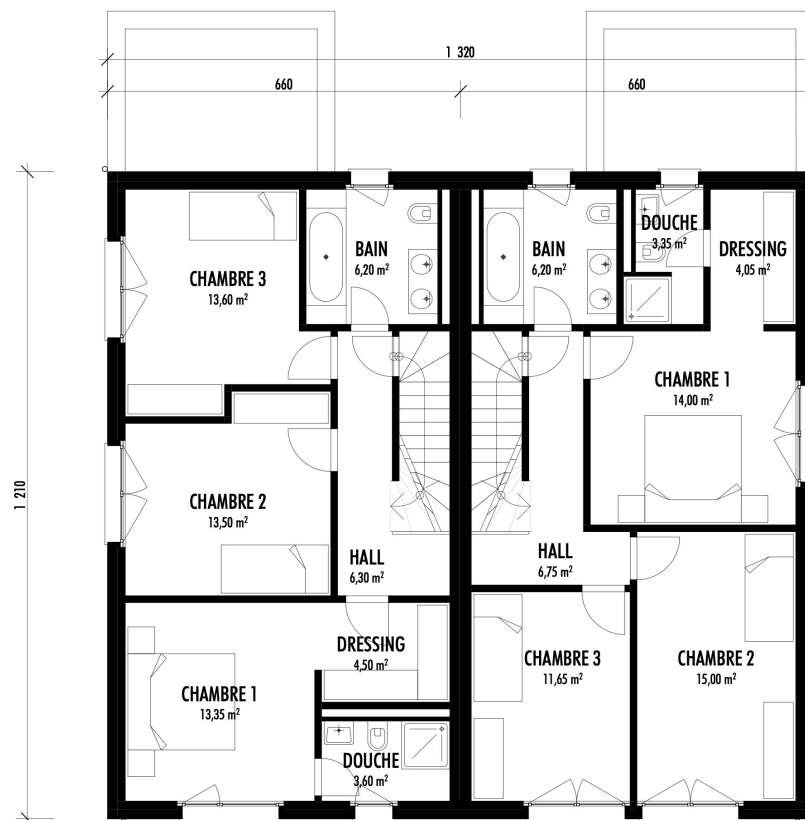 1 320
660
660
1 210
BAIN
6,20 m²
BAIN
6,20 m²
DOUCHE
3,35 m²
DRESSING
4,05 m²
CHAMBRE 3
13,60 m²
CHAMBRE 1
14,00 m²
CHAMBRE 2
13,50 m²
HALL
6,30 m²
HALL
6,75 m²
DRESSING
4,50 m²
CHAMBRE 3
11,65 m²
CHAMBRE 2
15,00 m²
CHAMBRE 1
13,35 m²
DOUCHE
3,60 m²